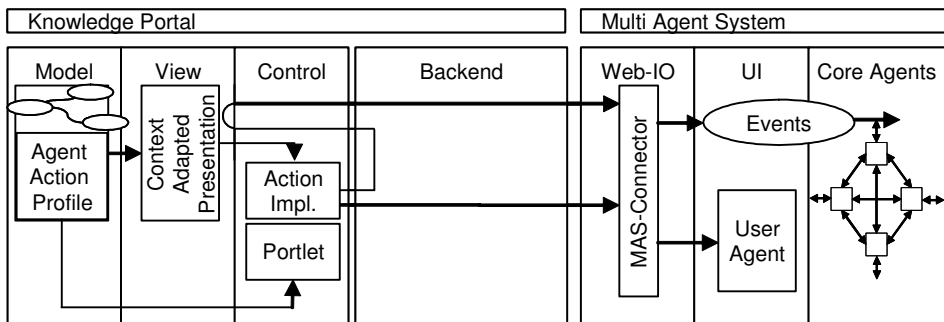 Knowledge Portal
Multi Agent System
Model
View
Control
Backend
Web-IO
UI
Core Agents
Agent
Action
Profile
Context
Adapted
Presentation
Action
Impl.
Portlet
MAS-Connector
Events
User
Agent